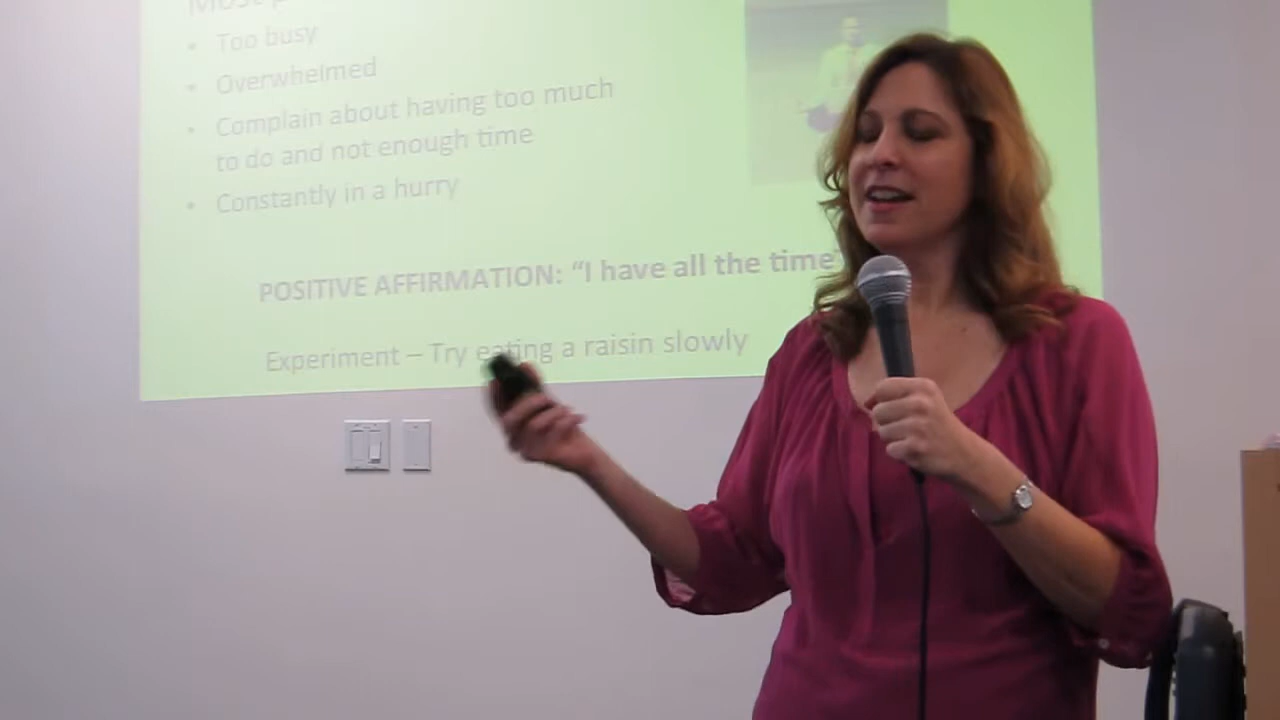 Most
• Too busy
• Overwhelmed
• Complain about having too much
to do and not enough time
• Constantly in a hurry
POSITIVE AFFIRMATION: “I have all the time
Experiment – Try eating a raisin slowly